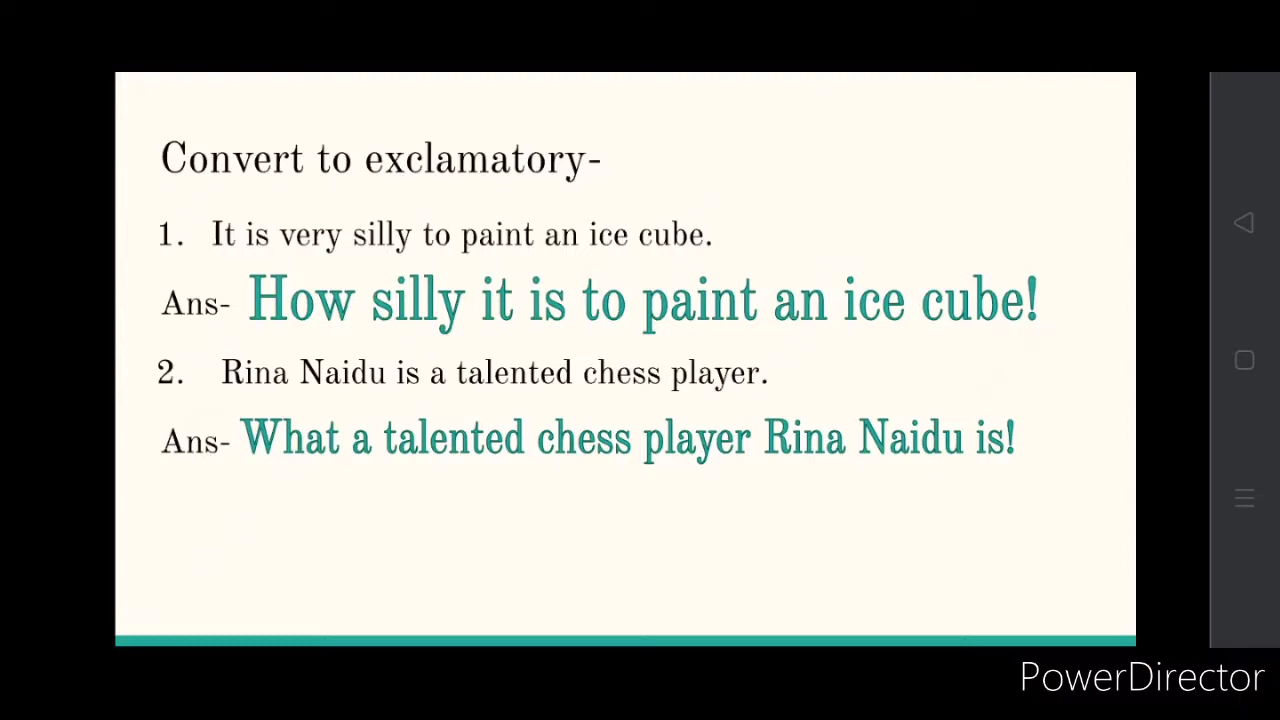 Convert to exclamatory-
1. It is very silly to paint an ice cube.
Ans- How silly it is to paint an ice cube!
2. Rina Naidu is a talented chess player.
Ans- What a talented chess player Rina Naidu is!
PowerDirector